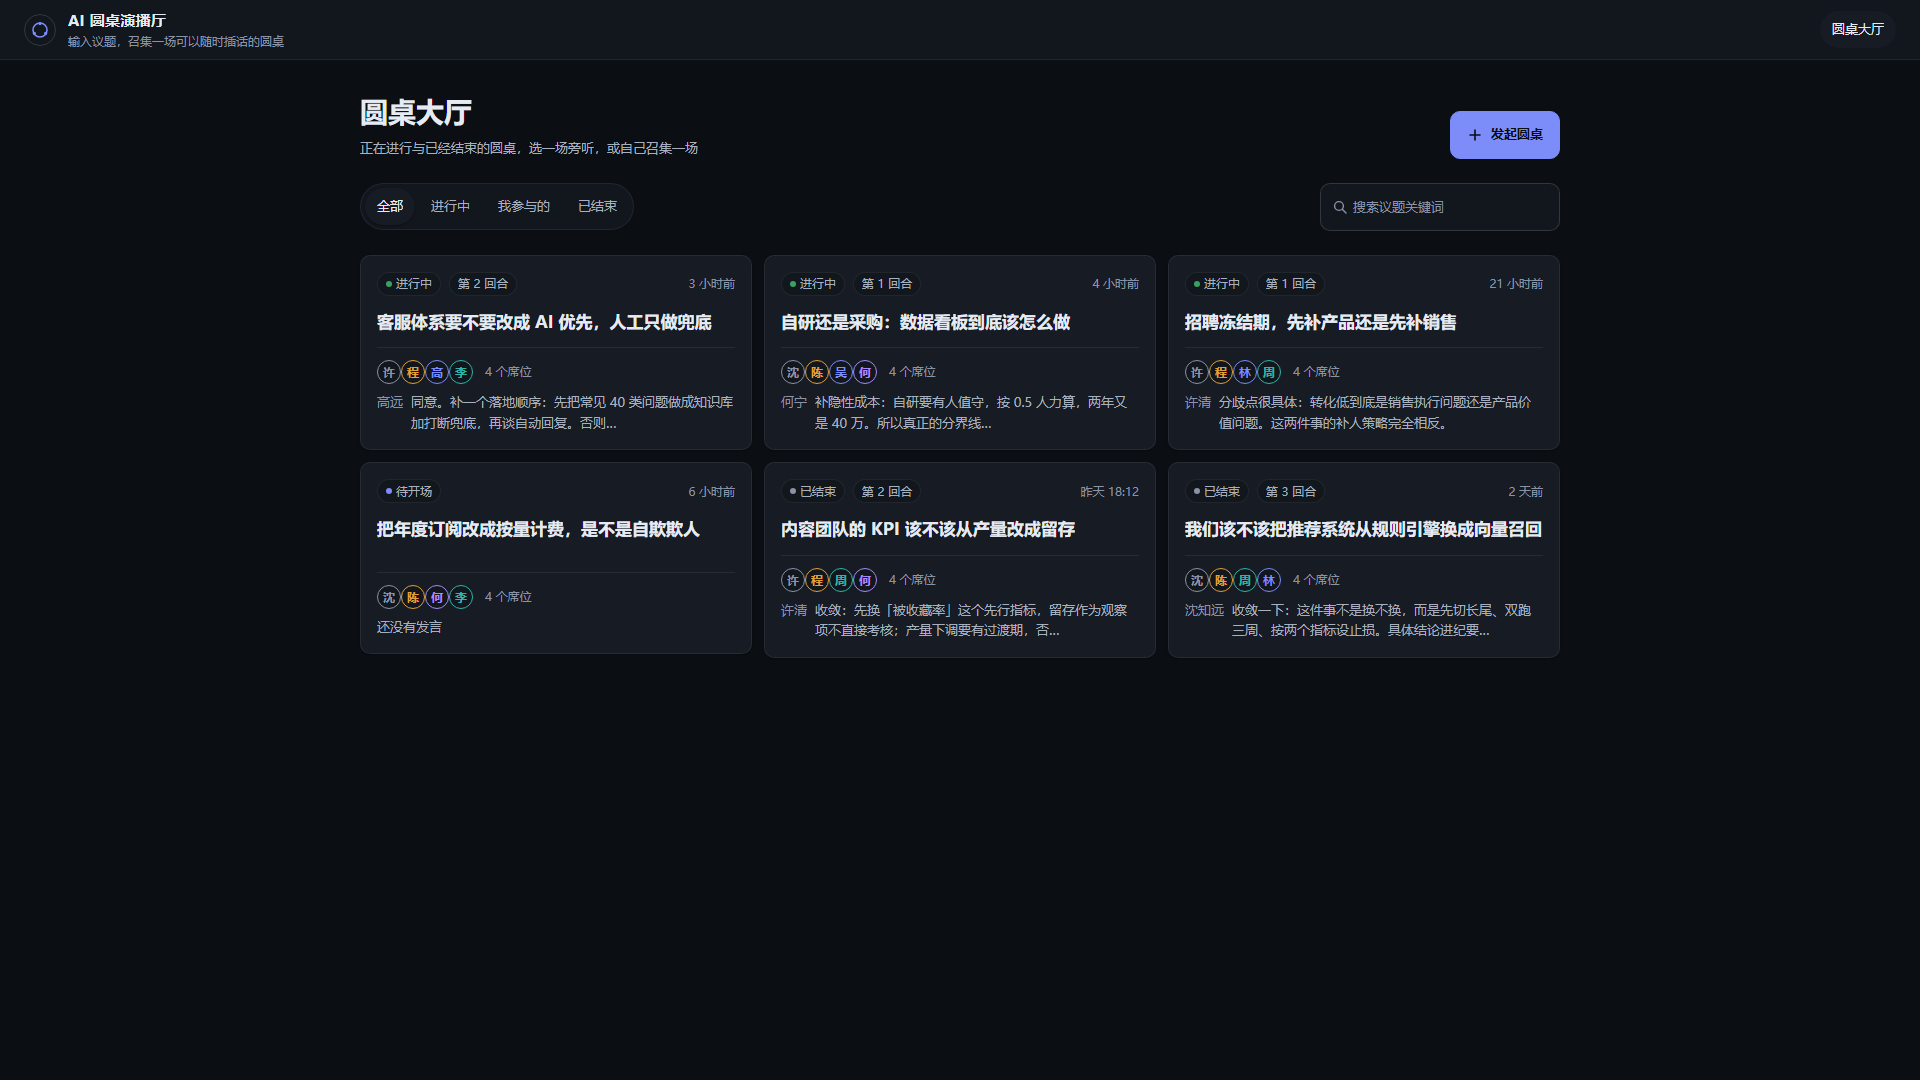 AI 圆桌演播厅
输入议题，召集一场可以随时插话的圆桌
圆桌大厅
圆桌大厅
正在进行与已经结束的圆桌，选一场旁听，或自己召集一场
发起圆桌
全部 进行中 我参与的 已结束
搜索议题关键词
进行中 第 2 回合 3 小时前
客服体系要不要改成 AI 优先，人工只做兜底
许 程 高 李 4 个席位
高远 同意。补一个落地顺序：先把常见 40 类问题做成知识库
加打断兜底，再谈自动回复。否则...
进行中 第 1 回合 4 小时前
自研还是采购：数据看板到底该怎么做
沈 陈 吴 何 4 个席位
何宁 补隐性成本：自研要有人值守，按 0.5 人力算，两年又
是 40 万。所以真正的分界线...
进行中 第 1 回合 21 小时前
招聘冻结期，先补产品还是先补销售
许 程 林 周 4 个席位
许清 分歧点很具体：转化低到底是销售执行问题还是产品价
值问题。这两件事的补人策略完全相反。
待开场 6 小时前
把年度订阅改成按量计费，是不是自欺欺人
沈 陈 何 李 4 个席位
还没有发言
已结束 第 2 回合 昨天 18:12
内容团队的 KPI 该不该从产量改成留存
许 程 周 何 4 个席位
许清 收敛：先换「被收藏率」这个先行指标，留存作为观察
项不直接考核；产量下调要有过渡期，否...
已结束 第 3 回合 2 天前
我们该不该把推荐系统从规则引擎换成向量召回
沈 陈 周 林 4 个席位
沈知远 收敛一下：这件事不是换不换，而是先切长尾、双跑
三周、按两个指标设止损。具体结论进纪要...